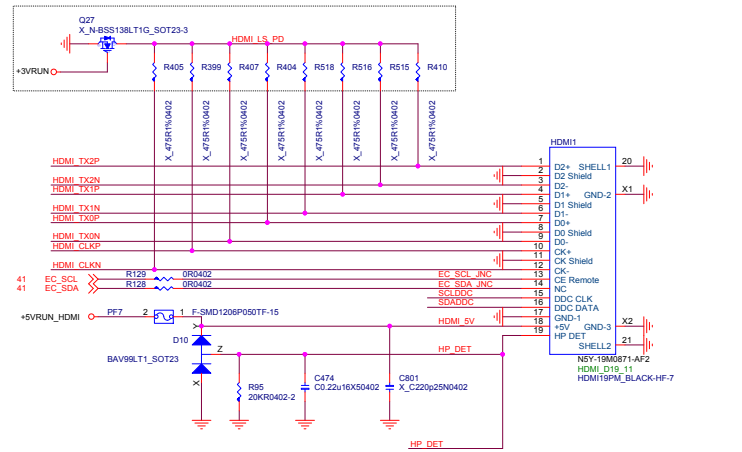 Q27
X_N-BSS138LT1G_SOT23-3
HDMI_LS_PD
+3VRUN
R405
R399
R407
R404
R518
R516
R515
R410
X_475R1%0402
X_475R1%0402
X_475R1%0402
X_475R1%0402
X_475R1%0402
X_475R1%0402
X_475R1%0402
X_475R1%0402
HDMI1
HDMI_TX2P
HDMI_TX2N
HDMI_TX1P
HDMI_TX1N
HDMI_TX0P
HDMI_TX0N
HDMI_CLKP
HDMI_CLKN
1 D2+ SHELL1 20
2 D2 Shield
3 D2-
4 D1+ GND-2 X1
5 D1 Shield
6 D1-
7 D0+
8 D0 Shield
9 D0-
10 CK+
11 CK Shield
12 CK-
13 CE Remote
14 NC
15 DDC CLK
16 DDC DATA
17 GND-1
18 +5V GND-3 X2
19 HP DET
SHELL2 21
41 EC_SCL R129 0R0402 EC_SCL_JNC
41 EC_SDA R128 0R0402 EC_SDA_JNC
SCLDDC
SDADDC
+5VRUN_HDMI PF7 2 1 F-SMD1206P050TF-15 HDMI_5V
D10
Y
Z
HP_DET
BAV99LT1_SOT23
X
R95
20KR0402-2
C474
C0.22u16X50402
C801
X_C220p25N0402
N5Y-19M0871-AF2
HDMI_D19_11
HDMI19PM_BLACK-HF-7
HP_DET